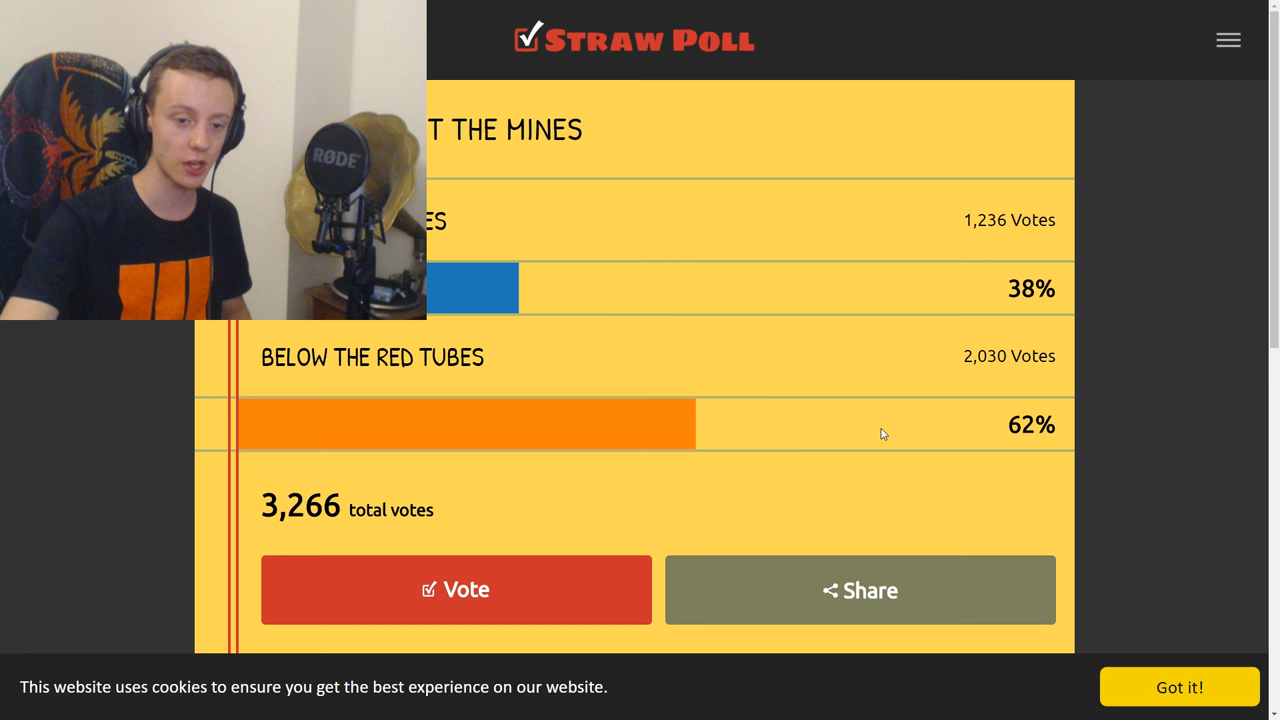 STRAW POLL
T THE MINES
ES
1,236 Votes
38%
RØDE
BELOW THE RED TUBES
2,030 Votes
62%
3,266 total votes
Vote
Share
This website uses cookies to ensure you get the best experience on our website.
Got it!